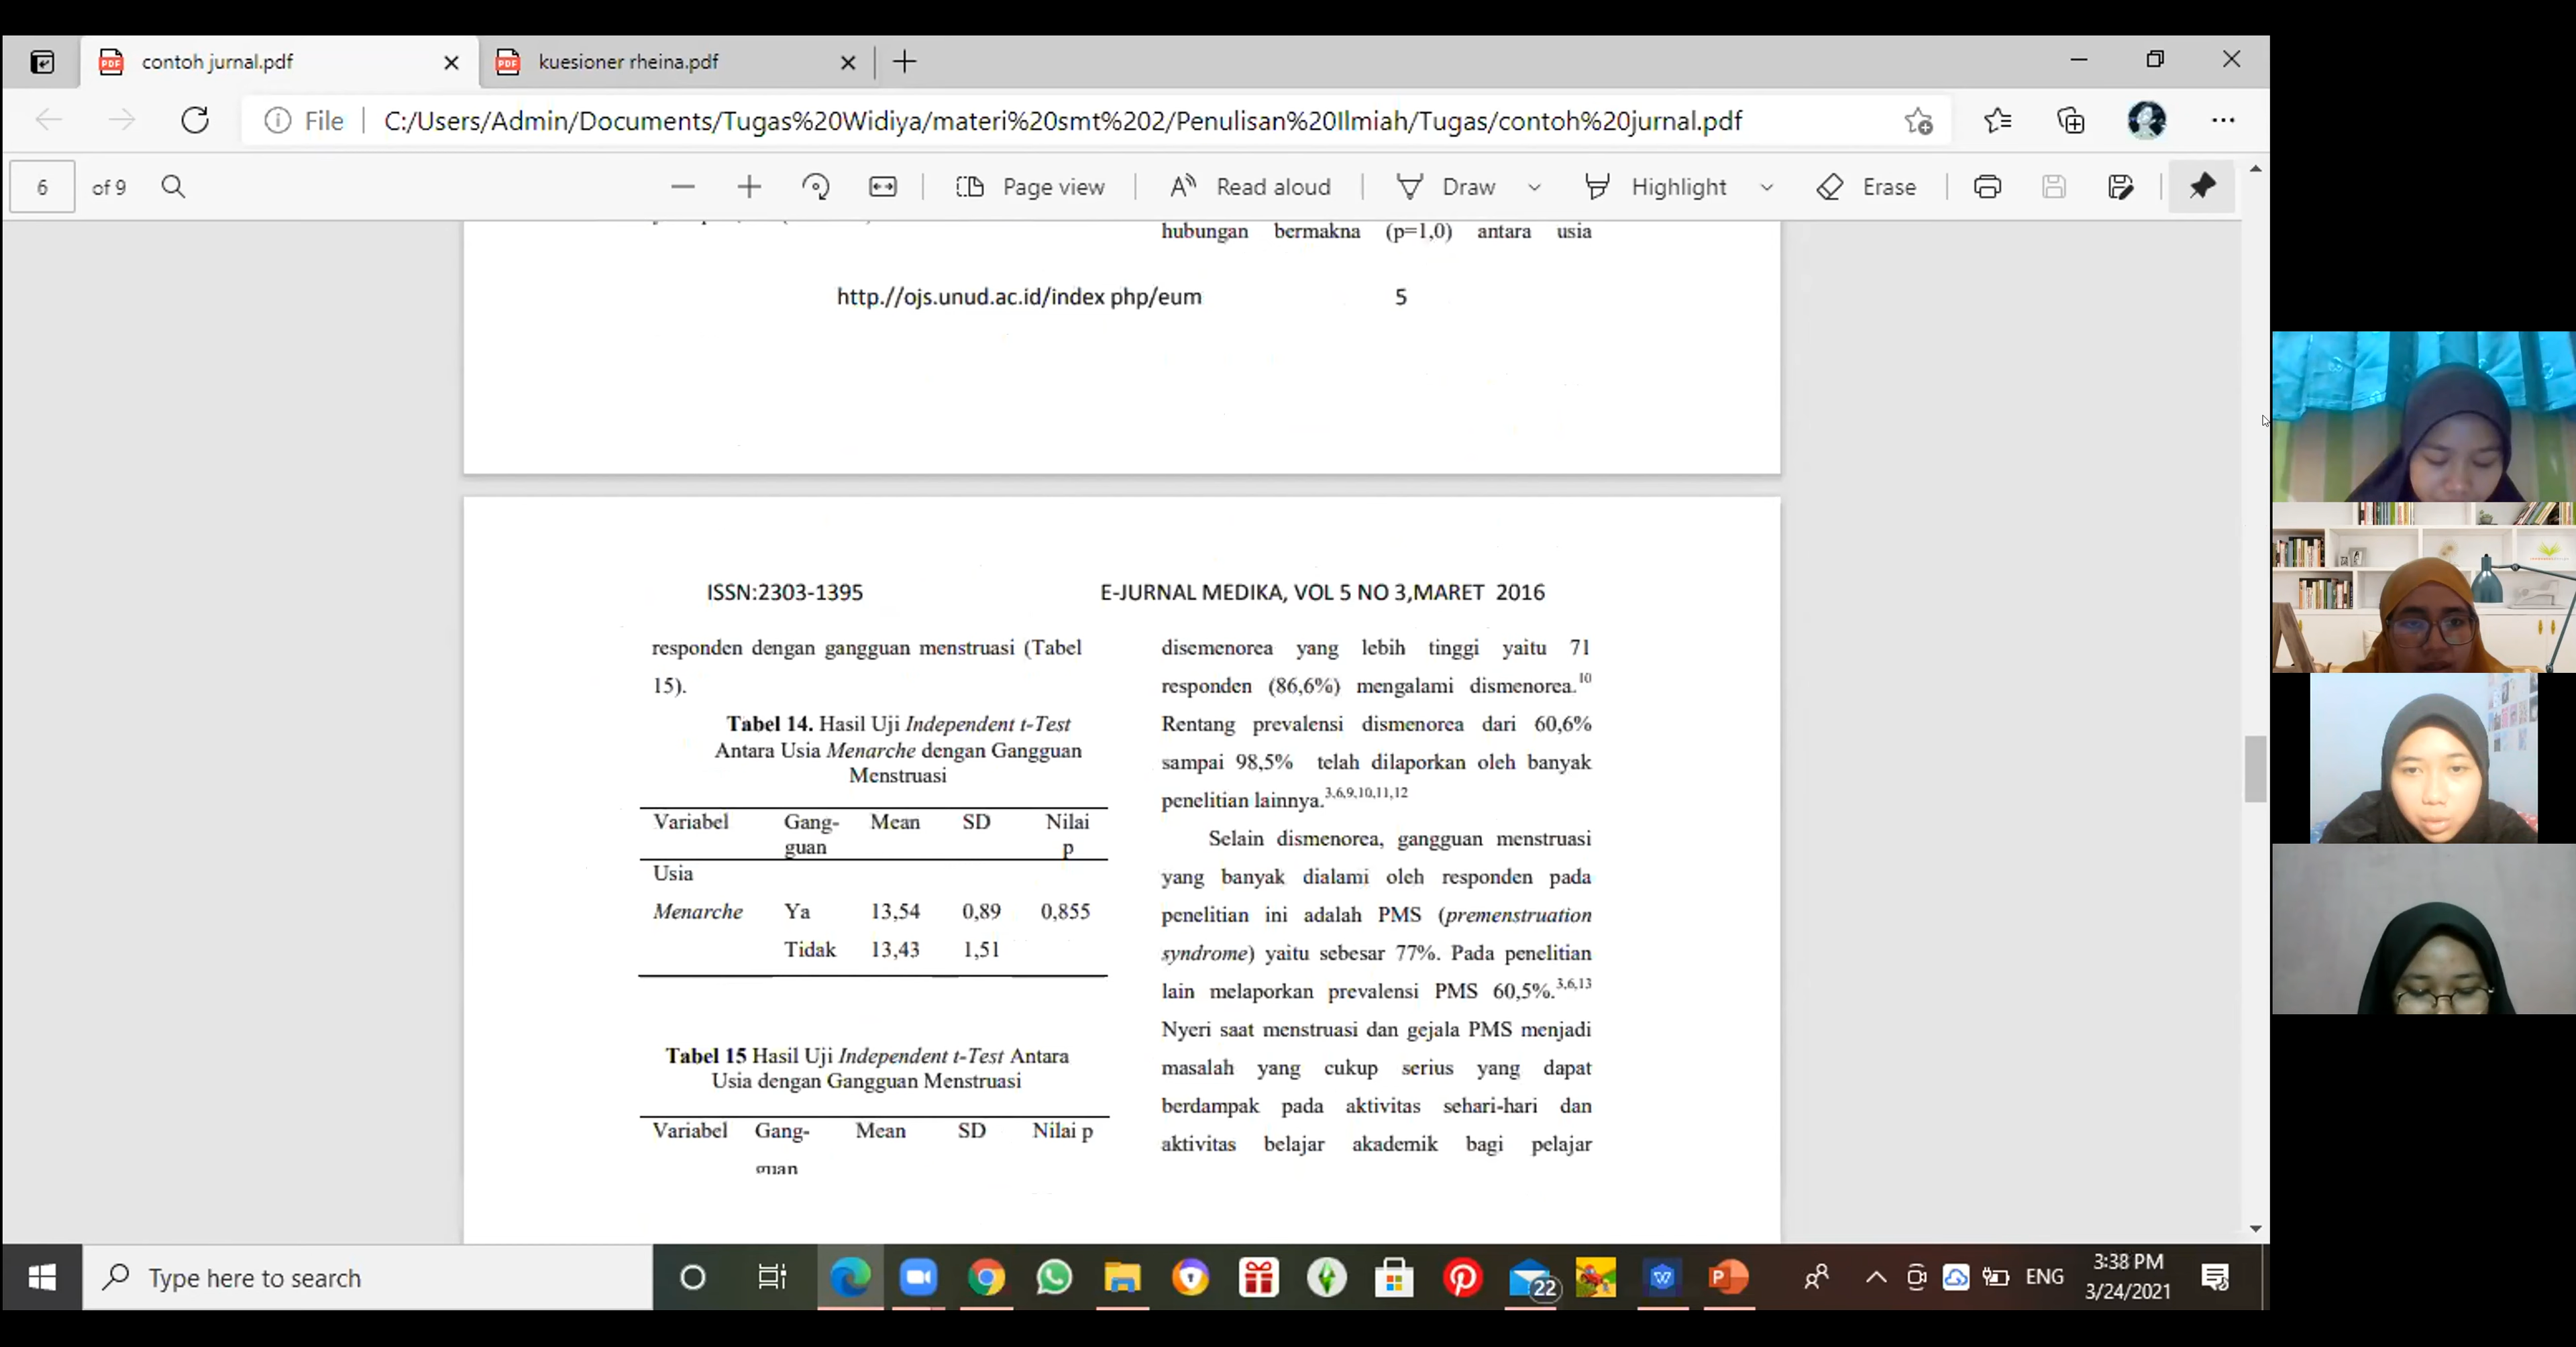 contoh jurnal.pdf
kuesioner rheina.pdf
File
C:/Users/Admin/Documents/Tugas%20Widiya/materi%20smt%202/Penulisan%20Ilmiah/Tugas/contoh%20jurnal.pdf
6 of 9
Page view
Read aloud
Draw
Highlight
Erase
hubungan bermakna (p=1,0) antara usia
http.//ojs.unud.ac.id/index php/eum 5
ISSN:2303-1395 E-JURNAL MEDIKA, VOL 5 NO 3,MARET 2016
responden dengan gangguan menstruasi (Tabel
15).
Tabel 14. Hasil Uji Independent t-Test
Antara Usia Menarche dengan Gangguan
Menstruasi
Variabel Gang- Mean SD Nilai
guan p
Usia
Menarche Ya 13,54 0,89 0,855
Tidak 13,43 1,51
Tabel 15 Hasil Uji Independent t-Test Antara
Usia dengan Gangguan Menstruasi
Variabel Gang- Mean SD Nilai p
guan
disemenorea yang lebih tinggi yaitu 71
responden (86,6%) mengalami dismenorea.10
Rentang prevalensi dismenorea dari 60,6%
sampai 98,5% telah dilaporkan oleh banyak
penelitian lainnya.3,6,9,10,11,12
Selain dismenorea, gangguan menstruasi
yang banyak dialami oleh responden pada
penelitian ini adalah PMS (premenstruation
syndrome) yaitu sebesar 77%. Pada penelitian
lain melaporkan prevalensi PMS 60,5%.3,6,13
Nyeri saat menstruasi dan gejala PMS menjadi
masalah yang cukup serius yang dapat
berdampak pada aktivitas sehari-hari dan
aktivitas belajar akademik bagi pelajar
Type here to search
22
ENG
3:38 PM
3/24/2021